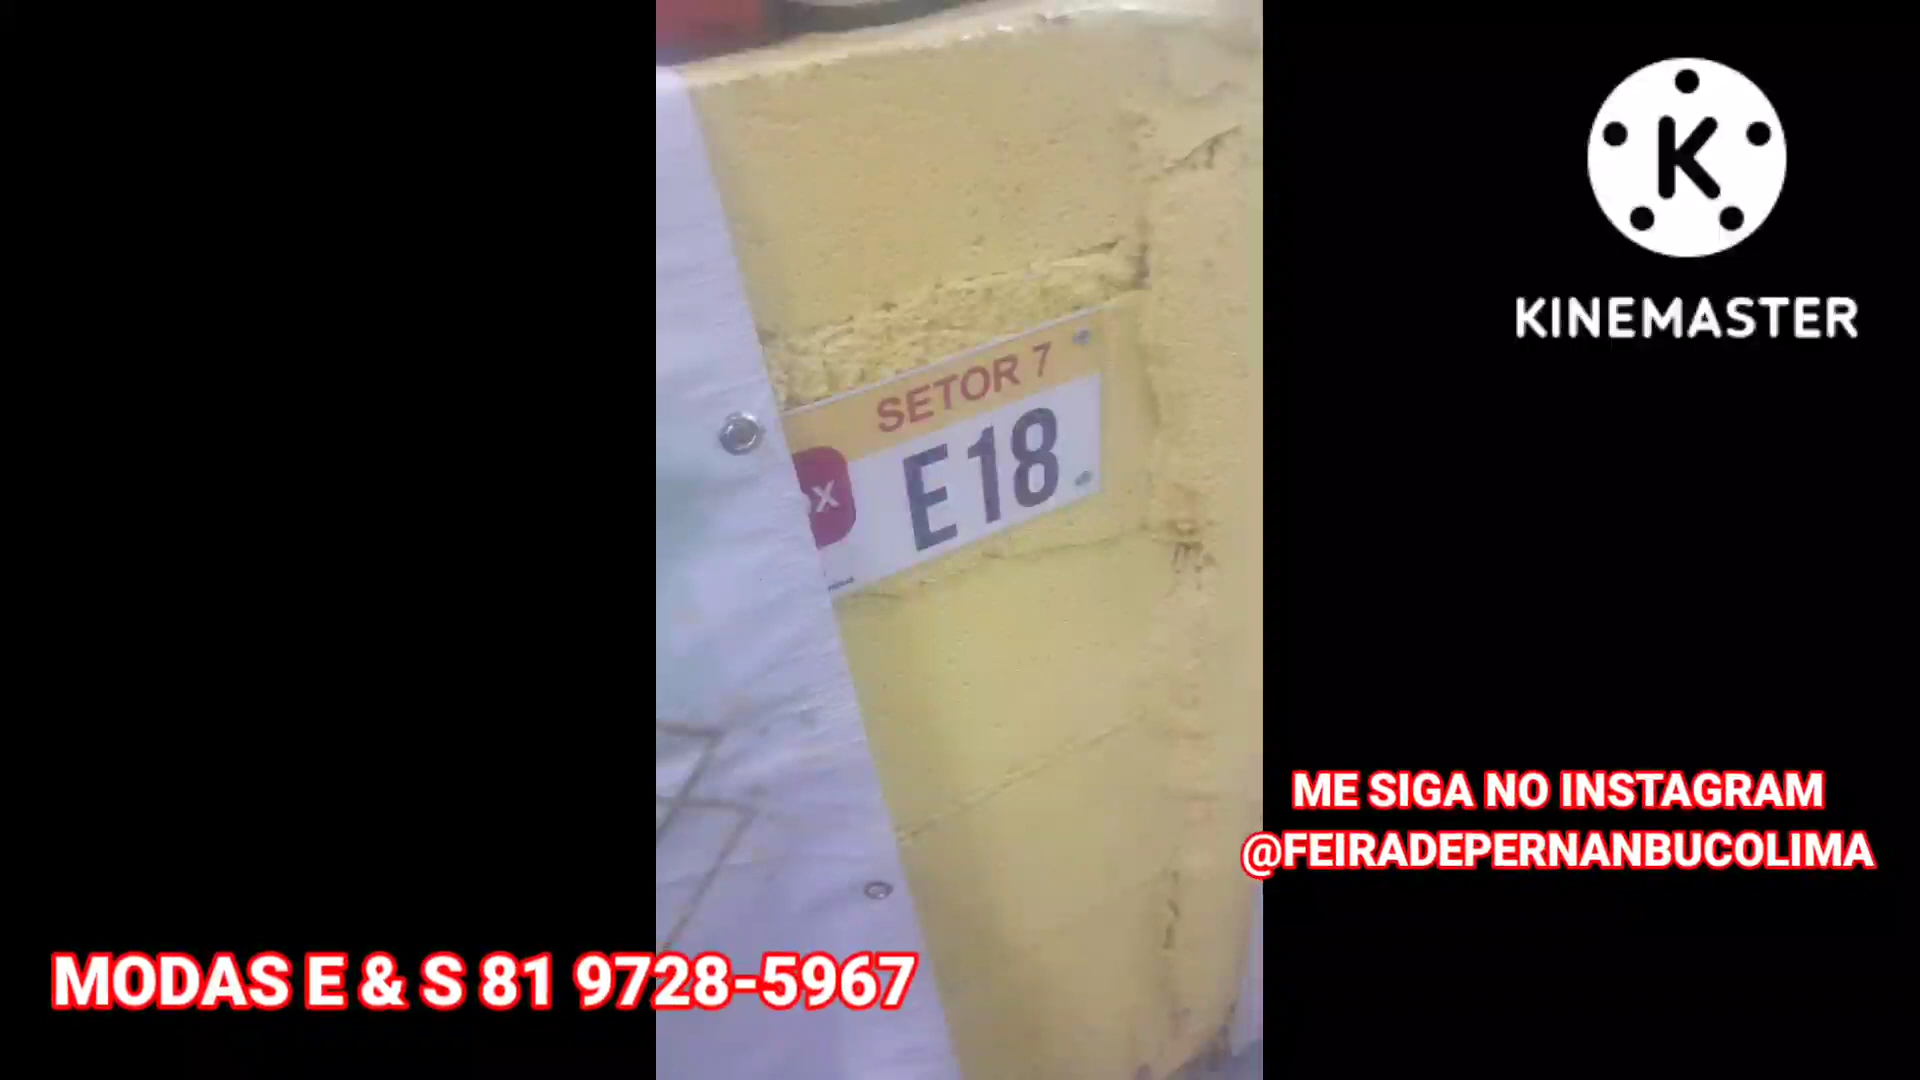 K
KINEMASTER
SETOR 7
X
E18
ME SIGA NO INSTAGRAM
@FEIRADEPERNANBUCOLIMA
MODAS E & S 81 9728-5967